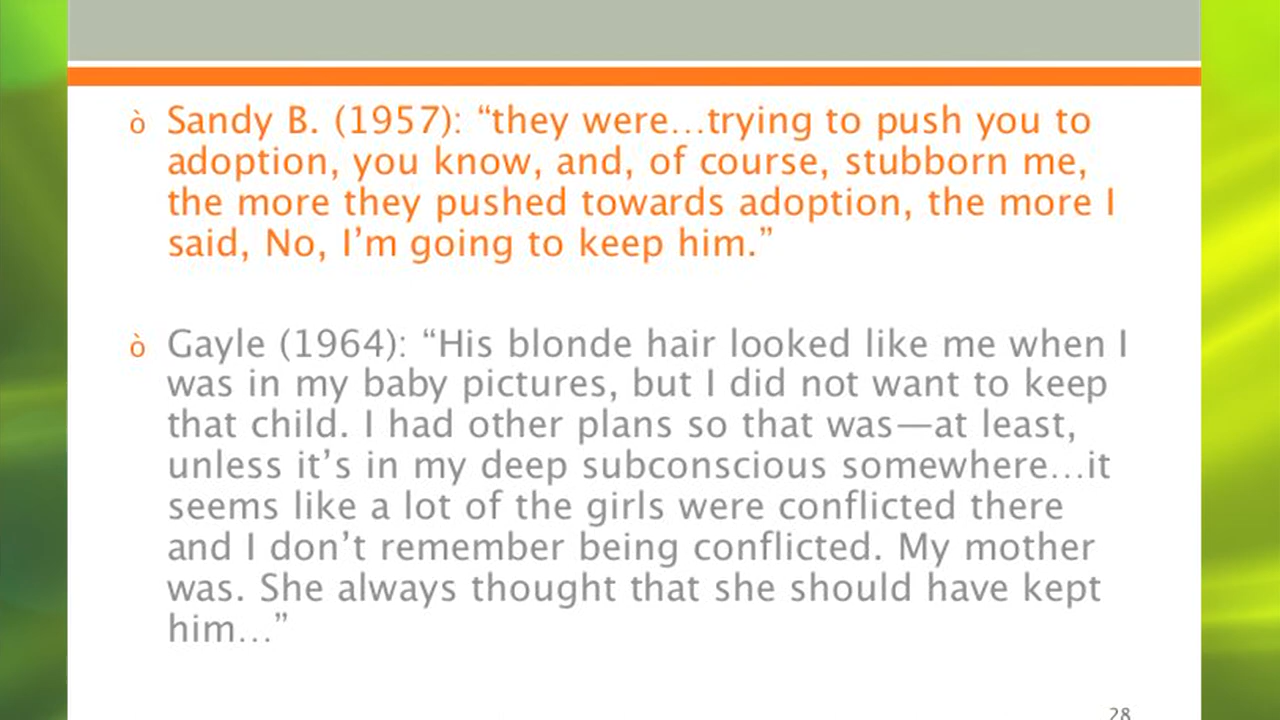 ò Sandy B. (1957): “they were…trying to push you to
adoption, you know, and, of course, stubborn me,
the more they pushed towards adoption, the more I
said, No, I’m going to keep him.”
ò Gayle (1964): “His blonde hair looked like me when I
was in my baby pictures, but I did not want to keep
that child. I had other plans so that was—at least,
unless it’s in my deep subconscious somewhere…it
seems like a lot of the girls were conflicted there
and I don’t remember being conflicted. My mother
was. She always thought that she should have kept
him…”
28